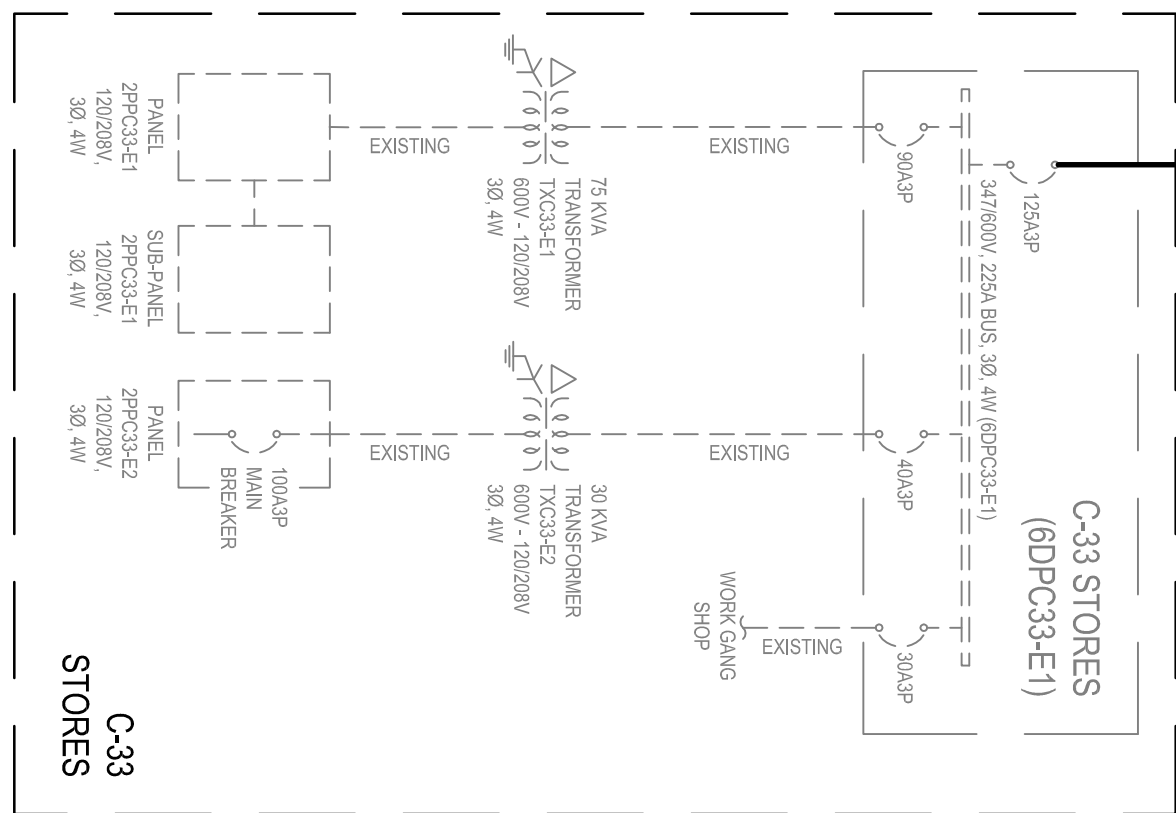 C-33 STORES
(6DPC33-E1)
125A3P
347/600V, 225A BUS, 3Ø, 4W (6DPC33-E1)
90A3P
40A3P
30A3P
EXISTING
EXISTING
EXISTING
WORK GANG
SHOP
75 KVA
TRANSFORMER
TXC33-E1
600V - 120/208V
3Ø, 4W
30 KVA
TRANSFORMER
TXC33-E2
600V - 120/208V
3Ø, 4W
EXISTING
EXISTING
100A3P
MAIN
BREAKER
PANEL
2PPC33-E1
120/208V,
3Ø, 4W
SUB-PANEL
2PPC33-E1
120/208V,
3Ø, 4W
PANEL
2PPC33-E2
120/208V,
3Ø, 4W
C-33
STORES